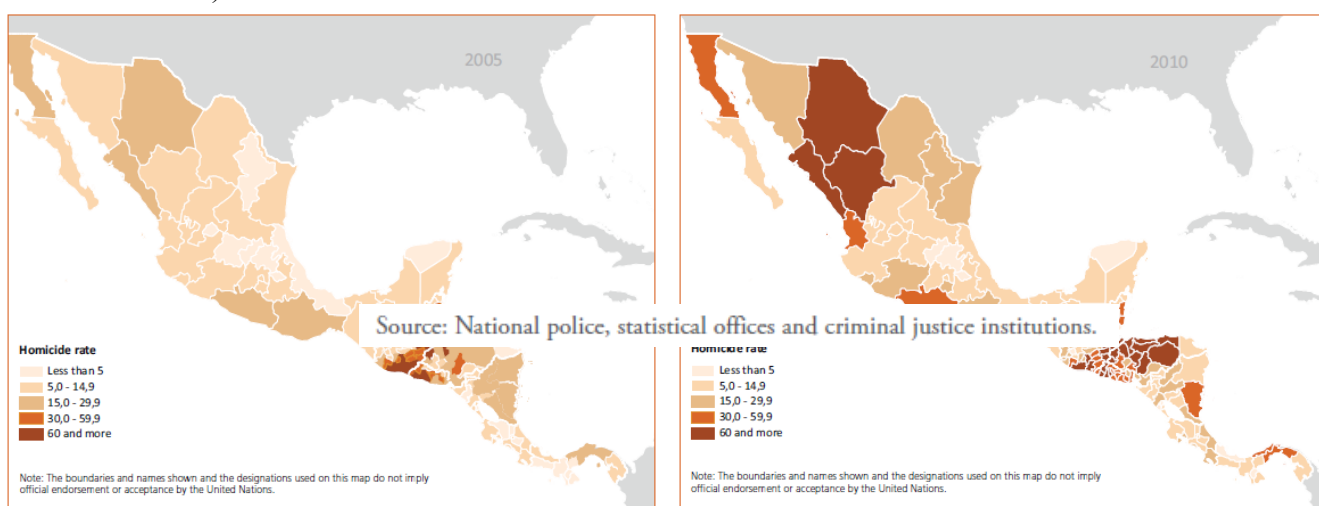 2005
Homicide rate
Less than 5
5,0 - 14,9
15,0 - 29,9
30,0 - 59,9
60 and more
Note: The boundaries and names shown and the designations used on this map do not imply
official endorsement or acceptance by the United Nations.
2010
Source: National police, statistical offices and criminal justice institutions.
Homicide rate
Less than 5
5,0 - 14,9
15,0 - 29,9
30,0 - 59,9
60 and more
Note: The boundaries and names shown and the designations used on this map do not imply
official endorsement or acceptance by the United Nations.